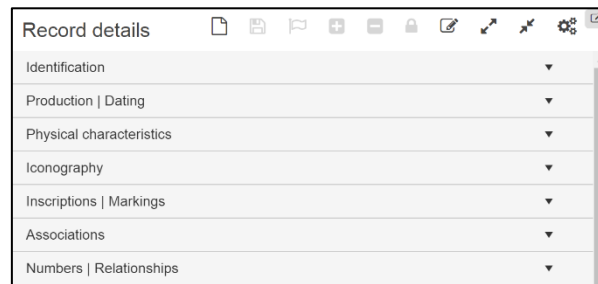 Record details
Identification
Production | Dating
Physical characteristics
Iconography
Inscriptions | Markings
Associations
Numbers | Relationships